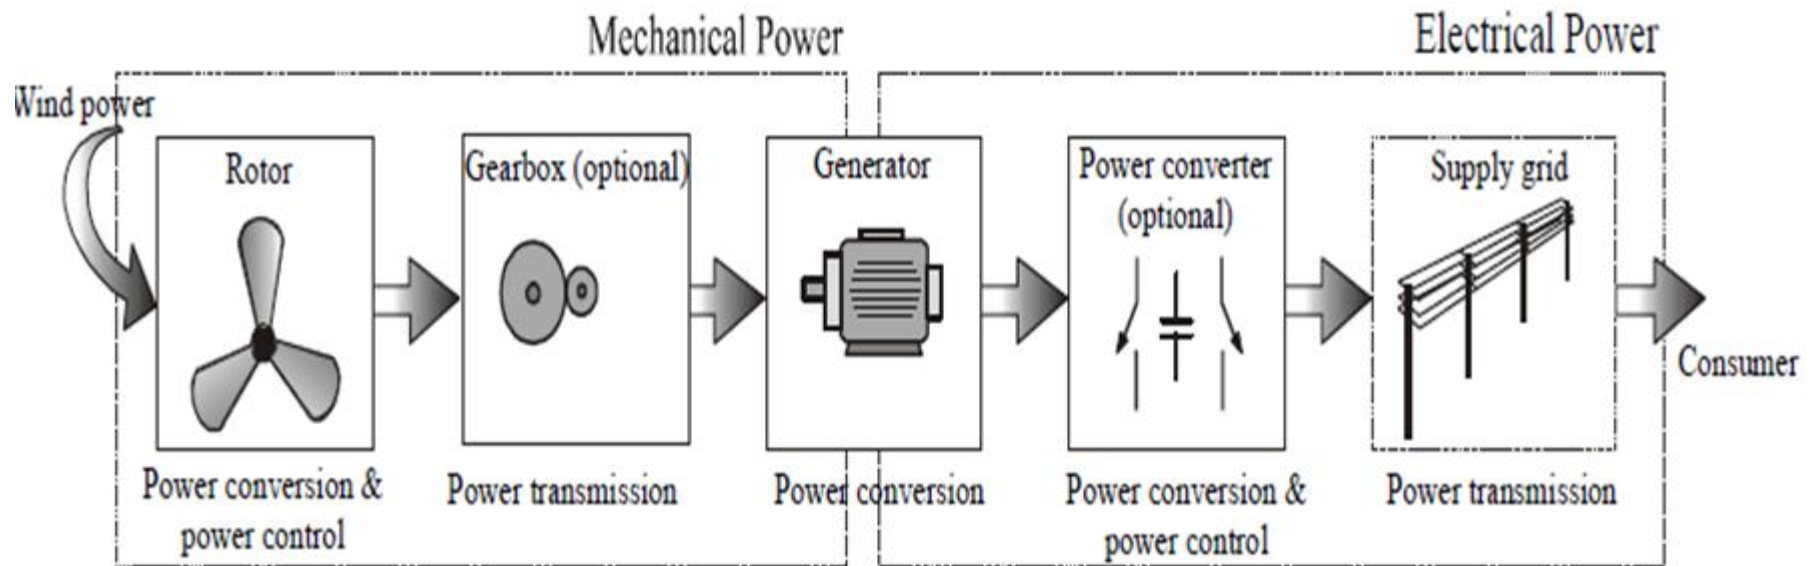 Mechanical Power
Electrical Power
Wind power
Rotor
Gearbox (optional)
Generator
Power converter
(optional)
Supply grid
Consumer
Power conversion &
power control
Power transmission
Power conversion
Power conversion &
power control
Power transmission